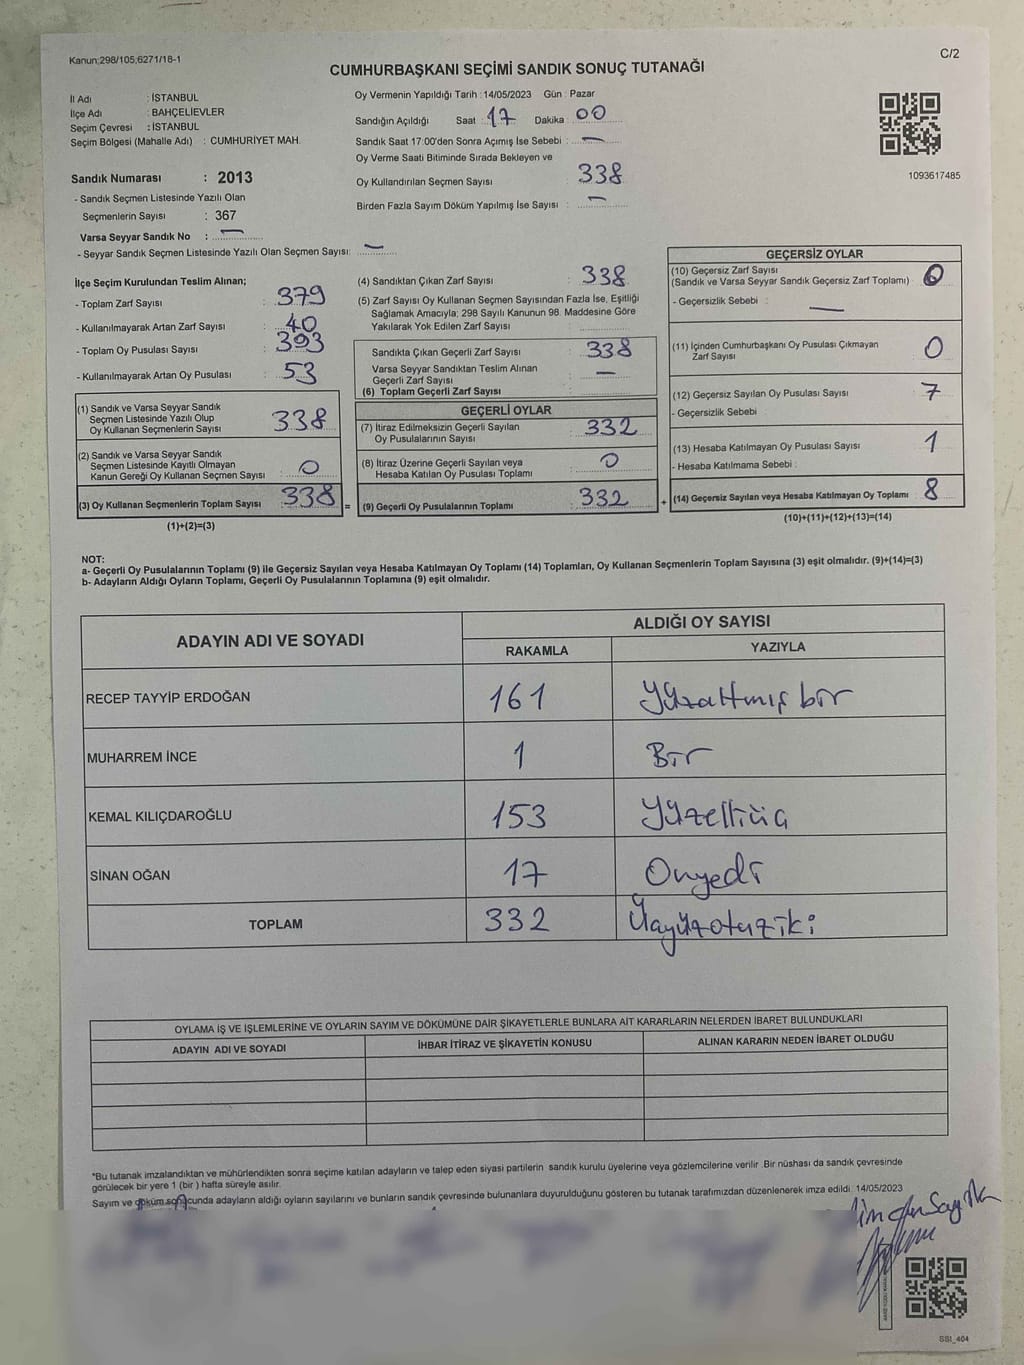 Kanun;298/105;6271/18-1
C/2
CUMHURBAŞKANI SEÇİMİ SANDIK SONUÇ TUTANAĞI
İl Adı : İSTANBUL
İlçe Adı : BAHÇELİEVLER
Seçim Çevresi : İSTANBUL
Seçim Bölgesi (Mahalle Adı) : CUMHURİYET MAH.
Sandık Numarası : 2013
- Sandık Seçmen Listesinde Yazılı Olan
Seçmenlerin Sayısı : 367
Varsa Seyyar Sandık No : —
- Seyyar Sandık Seçmen Listesinde Yazılı Olan Seçmen Sayısı: —
Oy Vermenin Yapıldığı Tarih :14/05/2023 Gün : Pazar
Sandığın Açıldığı Saat : 17 Dakika : 00
Sandık Saat 17:00'den Sonra Açımış İse Sebebi : —
Oy Verme Saati Bitiminde Sırada Bekleyen ve
Oy Kullandırılan Seçmen Sayısı : 338
Birden Fazla Sayım Döküm Yapılmış İse Sayısı : —
1093617485
İlçe Seçim Kurulundan Teslim Alınan;
- Toplam Zarf Sayısı : 379
- Kullanılmayarak Artan Zarf Sayısı : 40
- Toplam Oy Pusulası Sayısı : 393
- Kullanılmayarak Artan Oy Pusulası : 53
(1) Sandık ve Varsa Seyyar Sandık
Seçmen Listesinde Yazılı Olup
Oy Kullanan Seçmenlerin Sayısı : 338
(2) Sandık ve Varsa Seyyar Sandık
Seçmen Listesinde Kayıtlı Olmayan
Kanun Gereği Oy Kullanan Seçmen Sayısı : 0
(3) Oy Kullanan Seçmenlerin Toplam Sayısı : 338
(1)+(2)=(3)
(4) Sandıktan Çıkan Zarf Sayısı : 338
(5) Zarf Sayısı Oy Kullanan Seçmen Sayısından Fazla İse, Eşitliği
Sağlamak Amacıyla; 298 Sayılı Kanunun 98. Maddesine Göre
Yakılarak Yok Edilen Zarf Sayısı :
Sandıkta Çıkan Geçerli Zarf Sayısı : 338
Varsa Seyyar Sandıktan Teslim Alınan
Geçerli Zarf Sayısı : —
(6) Toplam Geçerli Zarf Sayısı :
GEÇERLİ OYLAR
(7) İtiraz Edilmeksizin Geçerli Sayılan
Oy Pusulalarının Sayısı : 332
(8) İtiraz Üzerine Geçerli Sayılan veya
Hesaba Katılan Oy Pusulası Toplamı : 0
= (9) Geçerli Oy Pusulalarının Toplamı : 332
GEÇERSİZ OYLAR
(10) Geçersiz Zarf Sayısı
(Sandık ve Varsa Seyyar Sandık Geçersiz Zarf Toplamı) : 0
- Geçersizlik Sebebi : —
(11) İçinden Cumhurbaşkanı Oy Pusulası Çıkmayan
Zarf Sayısı : 0
(12) Geçersiz Sayılan Oy Pusulası Sayısı : 7
- Geçersizlik Sebebi
(13) Hesaba Katılmayan Oy Pusulası Sayısı : 1
- Hesaba Katılmama Sebebi :
+ (14) Geçersiz Sayılan veya Hesaba Katılmayan Oy Toplamı : 8
(10)+(11)+(12)+(13)=(14)
NOT:
a- Geçerli Oy Pusulalarının Toplamı (9) ile Geçersiz Sayılan veya Hesaba Katılmayan Oy Toplamı (14) Toplamları, Oy Kullanan Seçmenlerin Toplam Sayısına (3) eşit olmalıdır. (9)+(14)=(3)
b- Adayların Aldığı Oyların Toplamı, Geçerli Oy Pusulalarının Toplamına (9) eşit olmalıdır.
ADAYIN ADI VE SOYADI
ALDIĞI OY SAYISI
RAKAMLA YAZIYLA
RECEP TAYYİP ERDOĞAN 161 Yüzaltmış bir
MUHARREM İNCE 1 Bir
KEMAL KILIÇDAROĞLU 153 Yüzelliüç
SİNAN OĞAN 17 Onyedi
TOPLAM 332 Üçyüzotuziki
OYLAMA İŞ VE İŞLEMLERİNE VE OYLARIN SAYIM VE DÖKÜMÜNE DAİR ŞİKAYETLERLE BUNLARA AİT KARARLARIN NELERDEN İBARET BULUNDUKLARI
ADAYIN ADI VE SOYADI İHBAR İTİRAZ VE ŞİKAYETİN KONUSU ALINAN KARARIN NEDEN İBARET OLDUĞU
*Bu tutanak imzalandıktan ve mühürlendikten sonra seçime katılan adayların ve talep eden siyasi partilerin sandık kurulu üyelerine veya gözlemcilerine verilir .Bir nüshası da sandık çevresinde
görülecek bir yere 1 (bir ) hafta süreyle asılır.
Sayım ve döküm sonucunda adayların aldığı oyların sayılarını ve bunların sandık çevresinde bulunanlara duyurulduğunu gösteren bu tutanak tarafımızdan düzenlenerek imza edildi. 14/05/2023
SSI_404